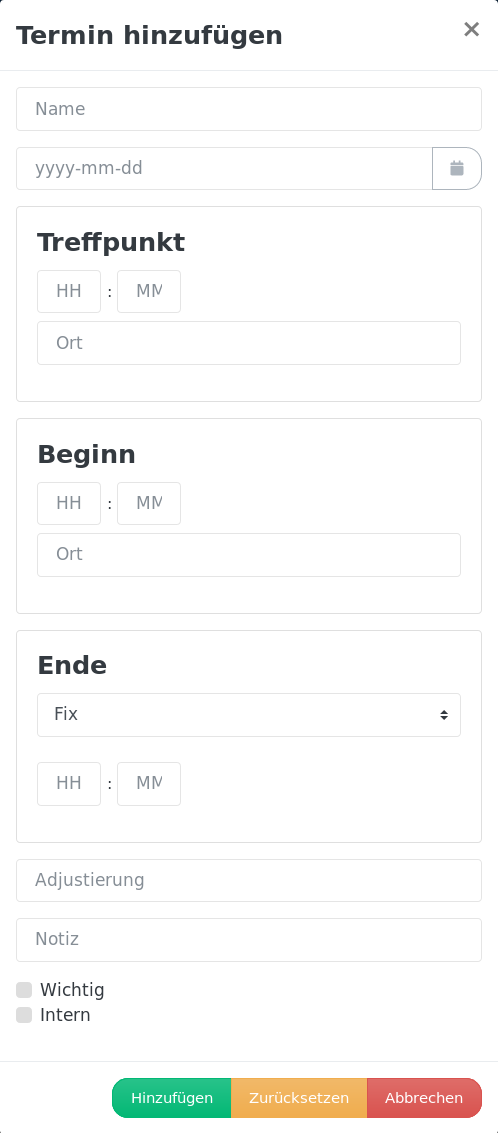 Termin hinzufügen
×
Name
yyyy-mm-dd
Treffpunkt
HH : MM
Ort
Beginn
HH : MM
Ort
Ende
Fix
HH : MM
Adjustierung
Notiz
Wichtig
Intern
Hinzufügen Zurücksetzen Abbrechen